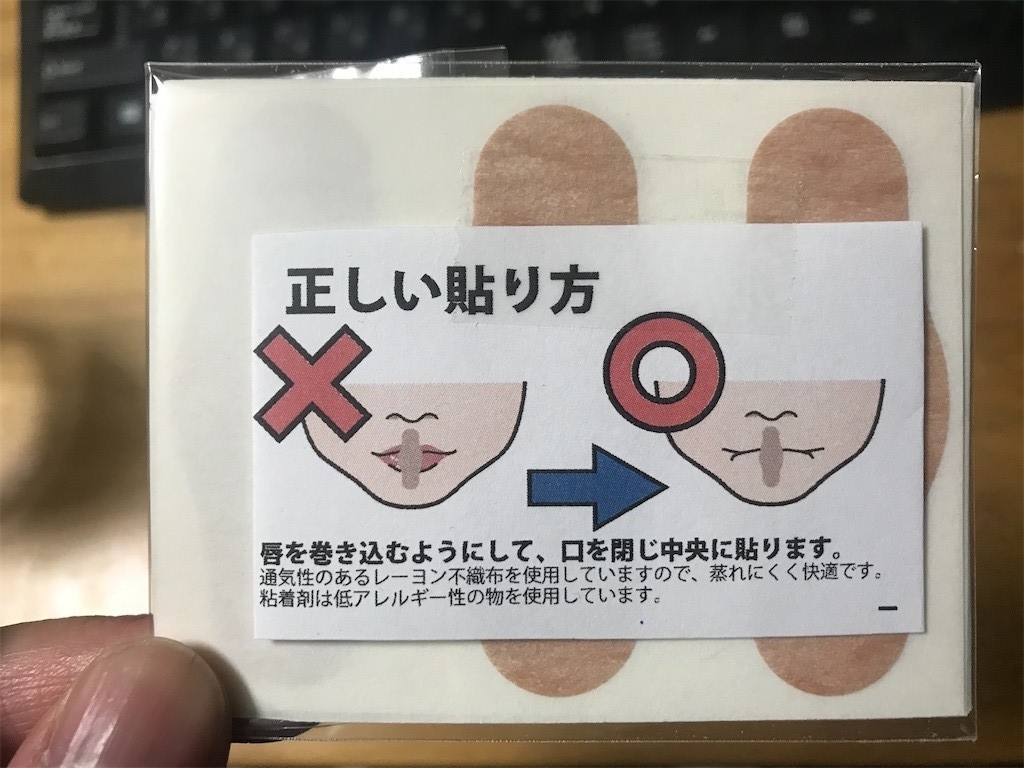 正しい貼り方
唇を巻き込むようにして、口を閉じ中央に貼ります。
通気性のあるレーヨン不織布を使用していますので、蒸れにくく快適です。
粘着剤は低アレルギー性の物を使用しています。